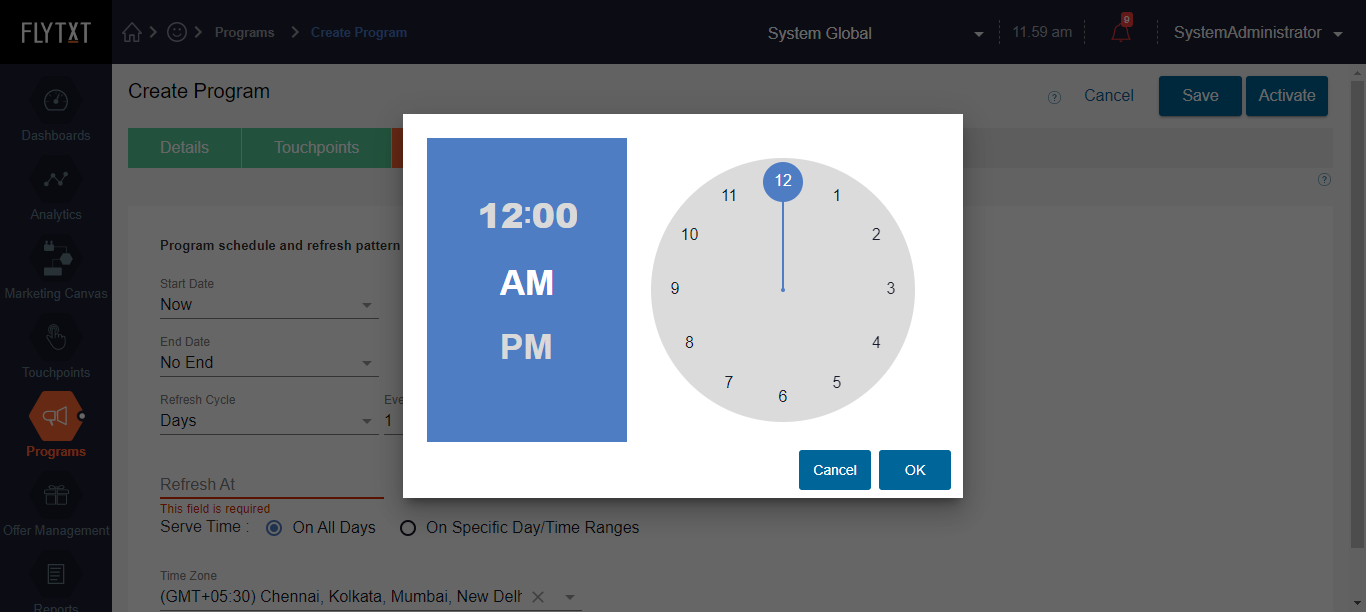 FLYTXT
Programs
Create Program
System Global
11.59 am
9
SystemAdministrator
Dashboards
Analytics
Marketing Canvas
Touchpoints
Programs
Offer Management
Reports
Create Program
?
Cancel
Save
Activate
Details
Touchpoints
?
Program schedule and refresh pattern
Start Date
Now
End Date
No End
Refresh Cycle
Days
Eve
1
Refresh At
This field is required
Serve Time :
On All Days
On Specific Day/Time Ranges
Time Zone
(GMT+05:30) Chennai, Kolkata, Mumbai, New Delh
12:00
AM
PM
12
1
2
3
4
5
6
7
8
9
10
11
Cancel
OK